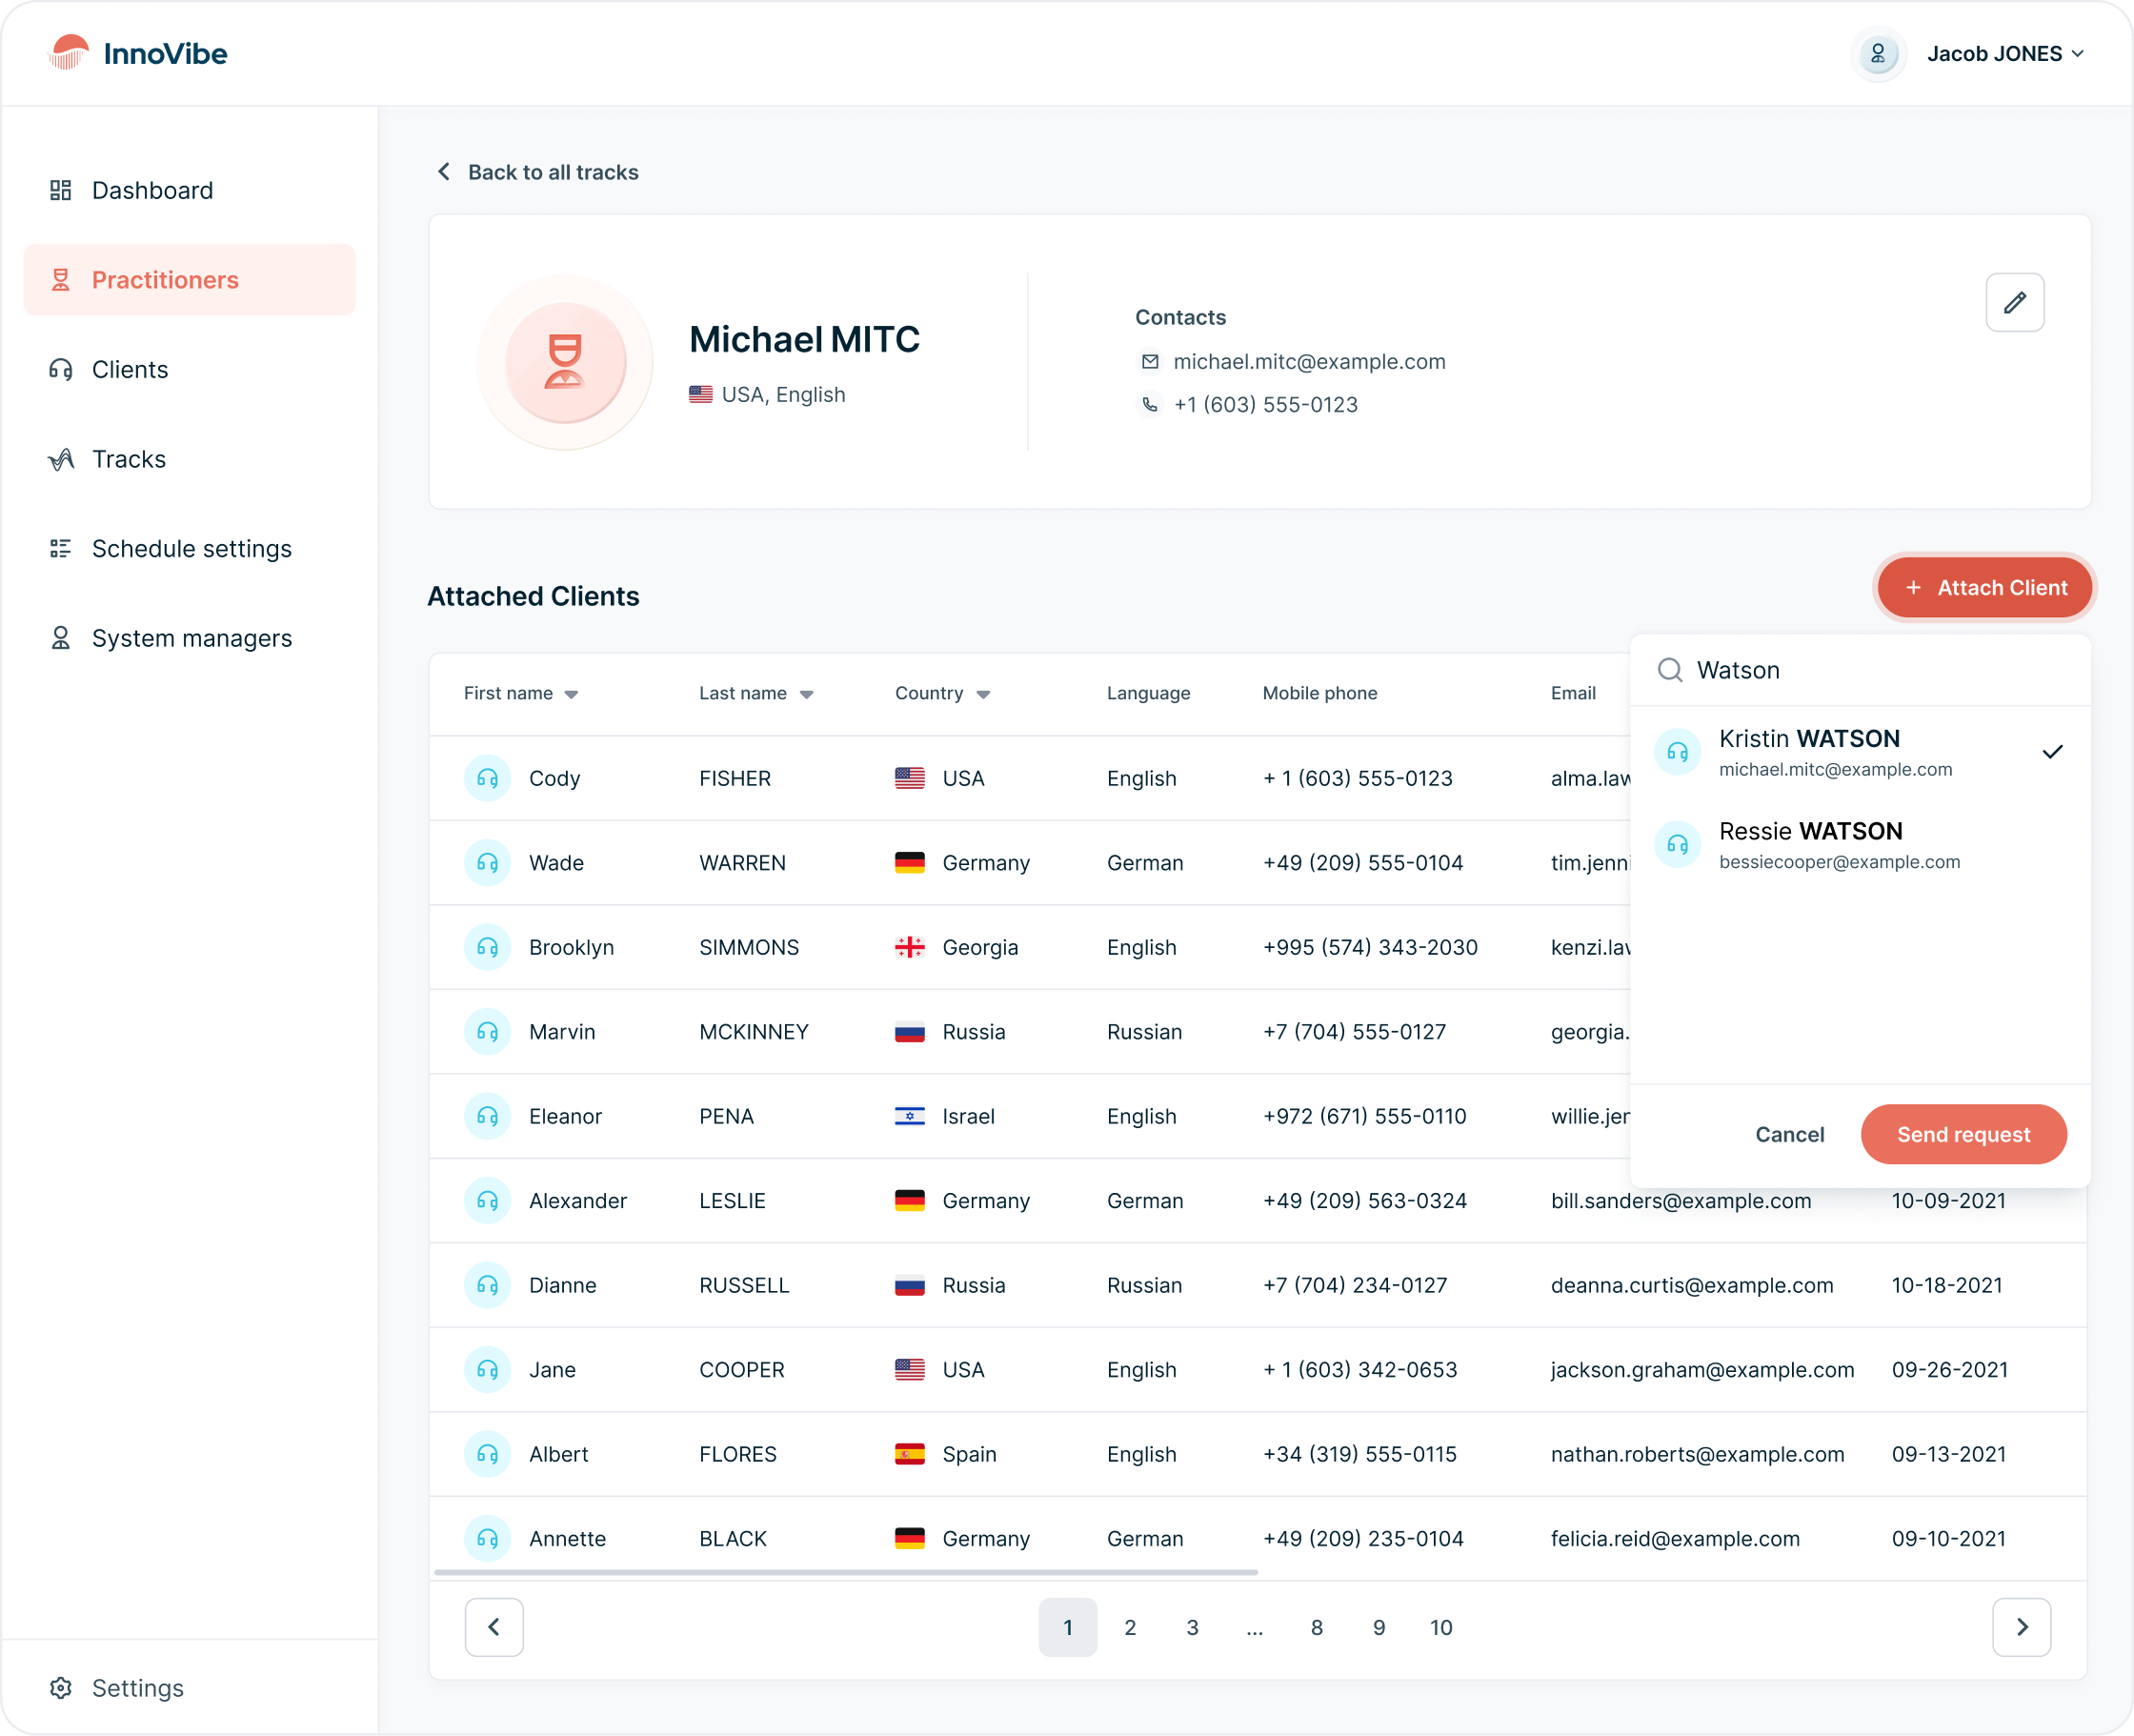 InnoVibe
Jacob JONES
Dashboard
Practitioners
Clients
Tracks
Schedule settings
System managers
Settings
Back to all tracks
Michael MITC
USA, English
Contacts
michael.mitc@example.com
+1 (603) 555-0123
Attached Clients
+ Attach Client
First name Last name Country Language Mobile phone Email
Cody FISHER USA English + 1 (603) 555-0123 alma.law
Wade WARREN Germany German +49 (209) 555-0104 tim.jenni
Brooklyn SIMMONS Georgia English +995 (574) 343-2030 kenzi.law
Marvin MCKINNEY Russia Russian +7 (704) 555-0127 georgia.
Eleanor PENA Israel English +972 (671) 555-0110 willie.jen
Alexander LESLIE Germany German +49 (209) 563-0324 bill.sanders@example.com 10-09-2021
Dianne RUSSELL Russia Russian +7 (704) 234-0127 deanna.curtis@example.com 10-18-2021
Jane COOPER USA English + 1 (603) 342-0653 jackson.graham@example.com 09-26-2021
Albert FLORES Spain English +34 (319) 555-0115 nathan.roberts@example.com 09-13-2021
Annette BLACK Germany German +49 (209) 235-0104 felicia.reid@example.com 09-10-2021
1 2 3 ... 8 9 10
Watson
Kristin WATSON
michael.mitc@example.com
Ressie WATSON
bessiecooper@example.com
Cancel Send request